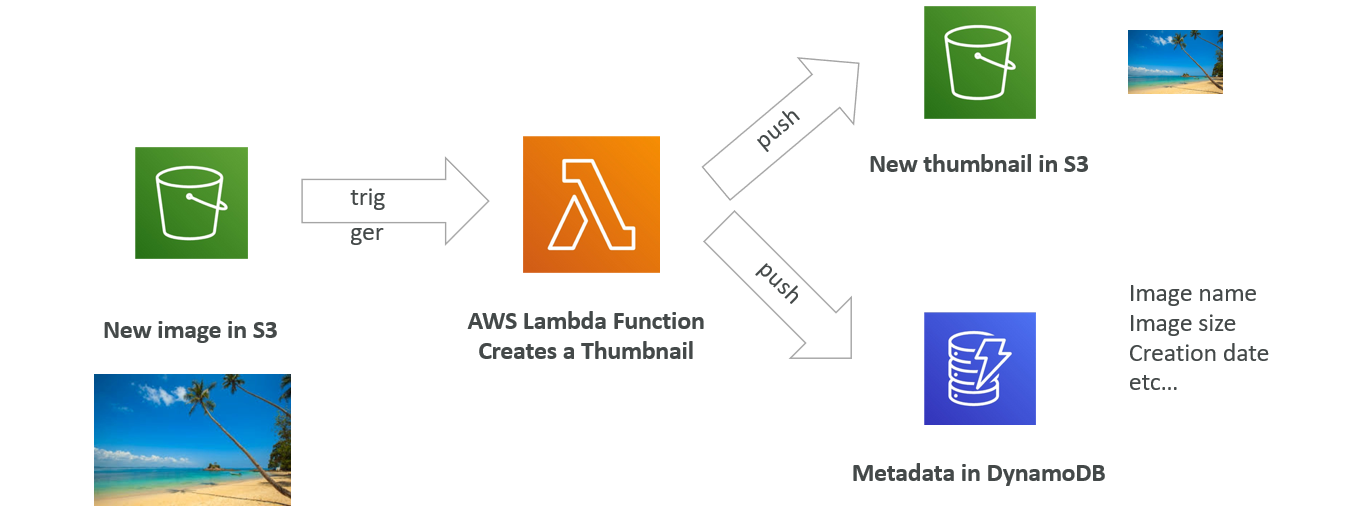 New image in S3
trig
ger
AWS Lambda Function
Creates a Thumbnail
push
New thumbnail in S3
push
Image name
Image size
Creation date
etc...
Metadata in DynamoDB